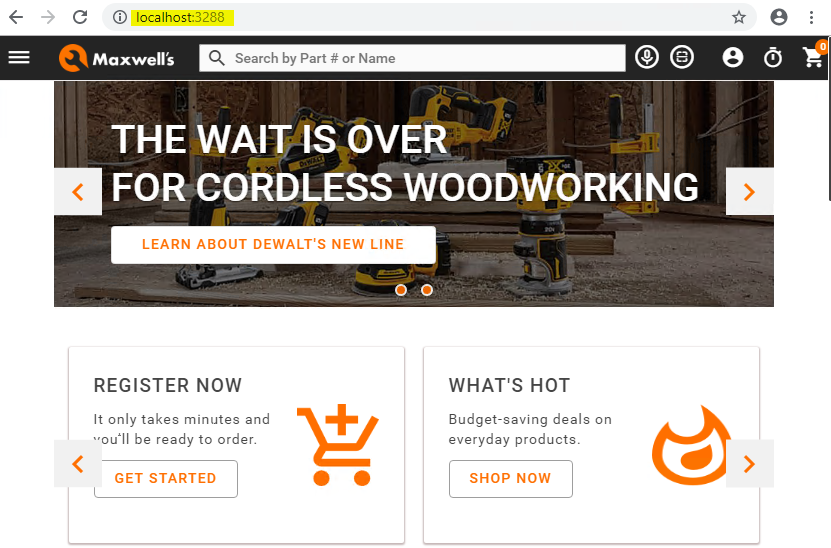 localhost:3288
Maxwell's
Search by Part # or Name
0
THE WAIT IS OVER
FOR CORDLESS WOODWORKING
LEARN ABOUT DEWALT'S NEW LINE
REGISTER NOW
It only takes minutes and
you'll be ready to order.
GET STARTED
WHAT'S HOT
Budget-saving deals on
everyday products.
SHOP NOW